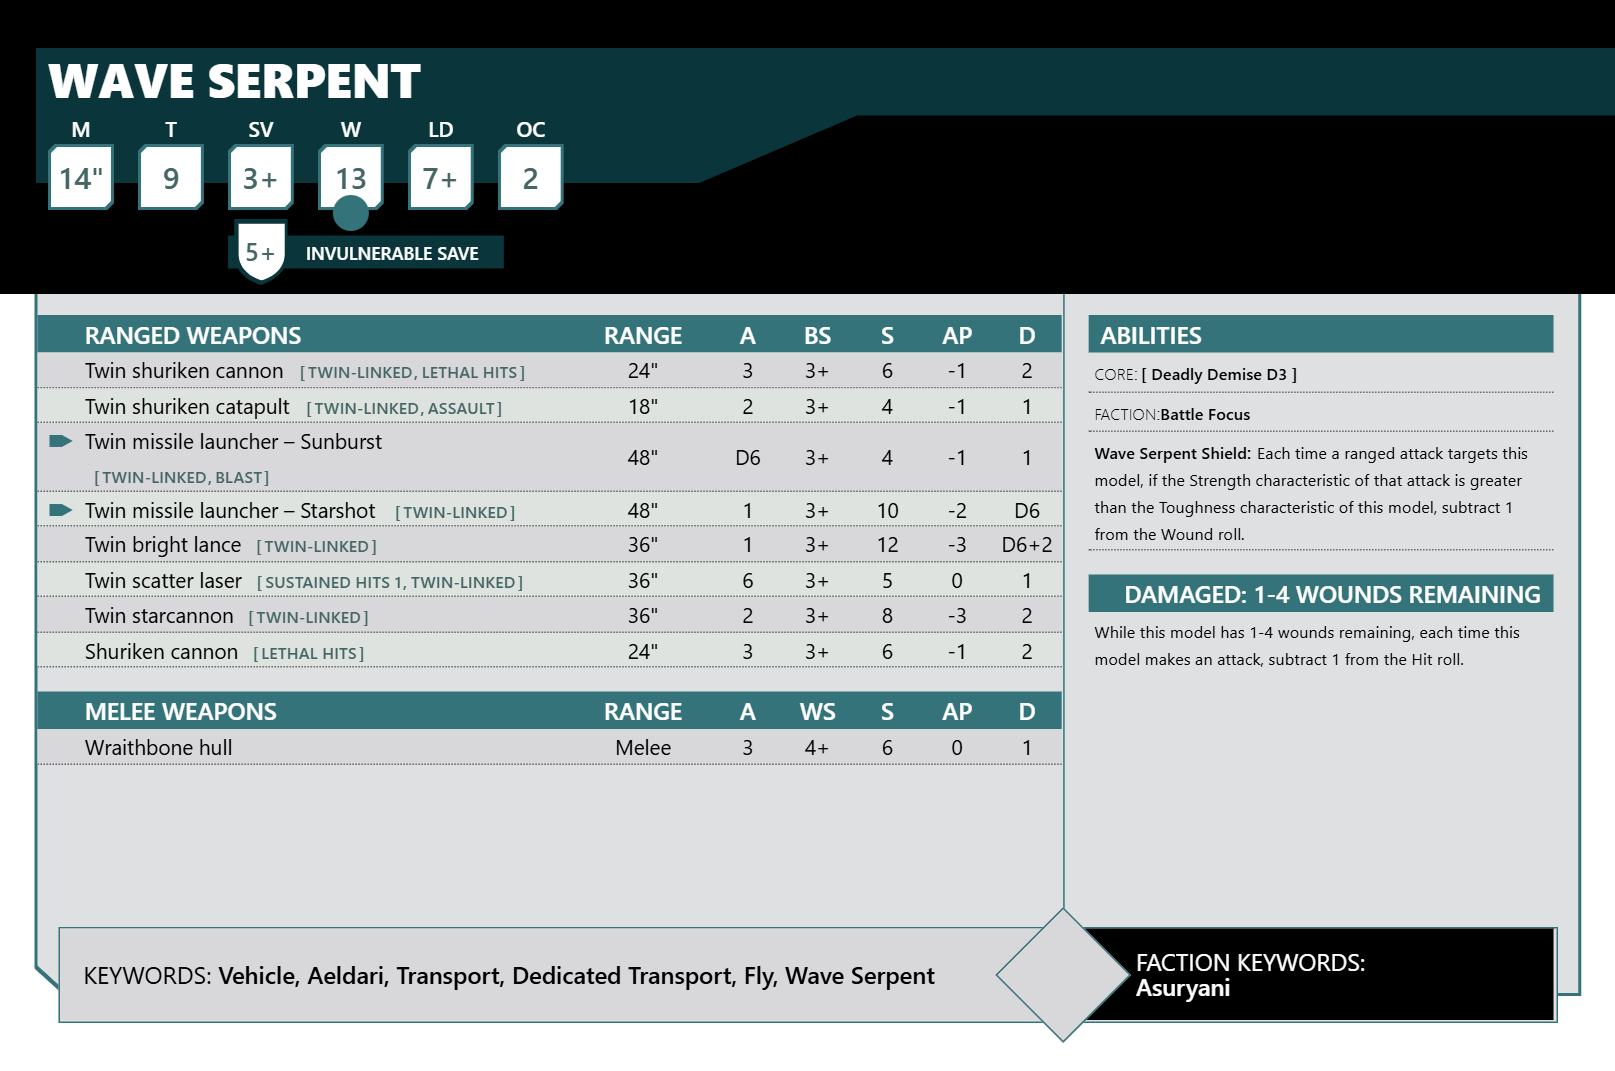 WAVE SERPENT
M T SV W LD OC
14" 9 3+ 13 7+ 2
5+ INVULNERABLE SAVE
RANGED WEAPONS RANGE A BS S AP D
Twin shuriken cannon [TWIN-LINKED, LETHAL HITS] 24" 3 3+ 6 -1 2
Twin shuriken catapult [TWIN-LINKED, ASSAULT] 18" 2 3+ 4 -1 1
Twin missile launcher – Sunburst
[TWIN-LINKED, BLAST] 48" D6 3+ 4 -1 1
Twin missile launcher – Starshot [TWIN-LINKED] 48" 1 3+ 10 -2 D6
Twin bright lance [TWIN-LINKED] 36" 1 3+ 12 -3 D6+2
Twin scatter laser [SUSTAINED HITS 1, TWIN-LINKED] 36" 6 3+ 5 0 1
Twin starcannon [TWIN-LINKED] 36" 2 3+ 8 -3 2
Shuriken cannon [LETHAL HITS] 24" 3 3+ 6 -1 2
MELEE WEAPONS RANGE A WS S AP D
Wraithbone hull Melee 3 4+ 6 0 1
ABILITIES
CORE: [ Deadly Demise D3 ]
FACTION:Battle Focus
Wave Serpent Shield: Each time a ranged attack targets this
model, if the Strength characteristic of that attack is greater
than the Toughness characteristic of this model, subtract 1
from the Wound roll.
DAMAGED: 1-4 WOUNDS REMAINING
While this model has 1-4 wounds remaining, each time this
model makes an attack, subtract 1 from the Hit roll.
KEYWORDS: Vehicle, Aeldari, Transport, Dedicated Transport, Fly, Wave Serpent
FACTION KEYWORDS:
Asuryani